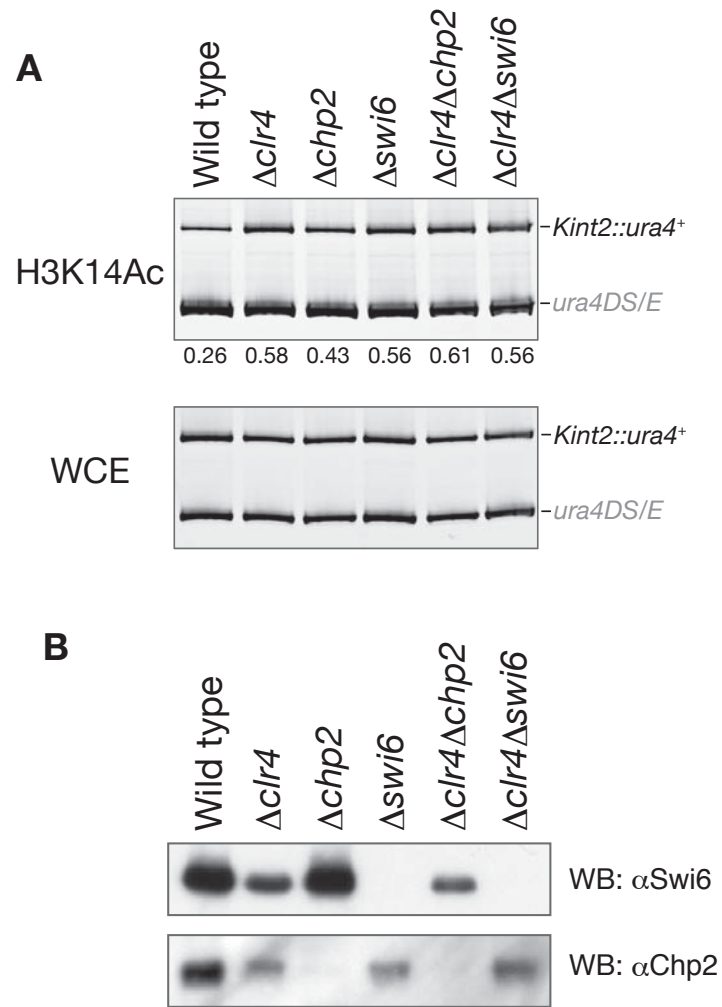 A
Wild type
Δclr4
Δchp2
Δswi6
Δclr4Δchp2
Δclr4Δswi6
H3K14Ac
Kint2::ura4⁺
ura4DS/E
0.26 0.58 0.43 0.56 0.61 0.56
WCE
Kint2::ura4⁺
ura4DS/E
B
Wild type
Δclr4
Δchp2
Δswi6
Δclr4Δchp2
Δclr4Δswi6
WB: αSwi6
WB: αChp2